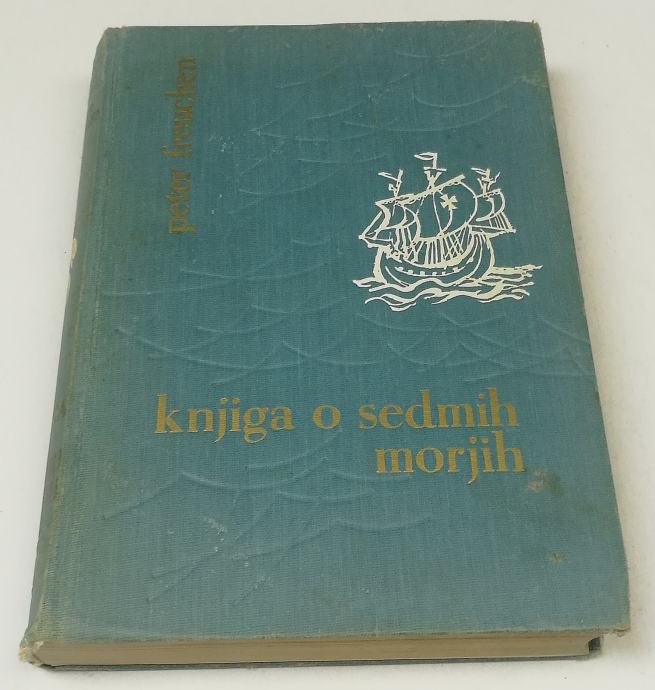 peter freuchen
knjiga o sedmih
morjih